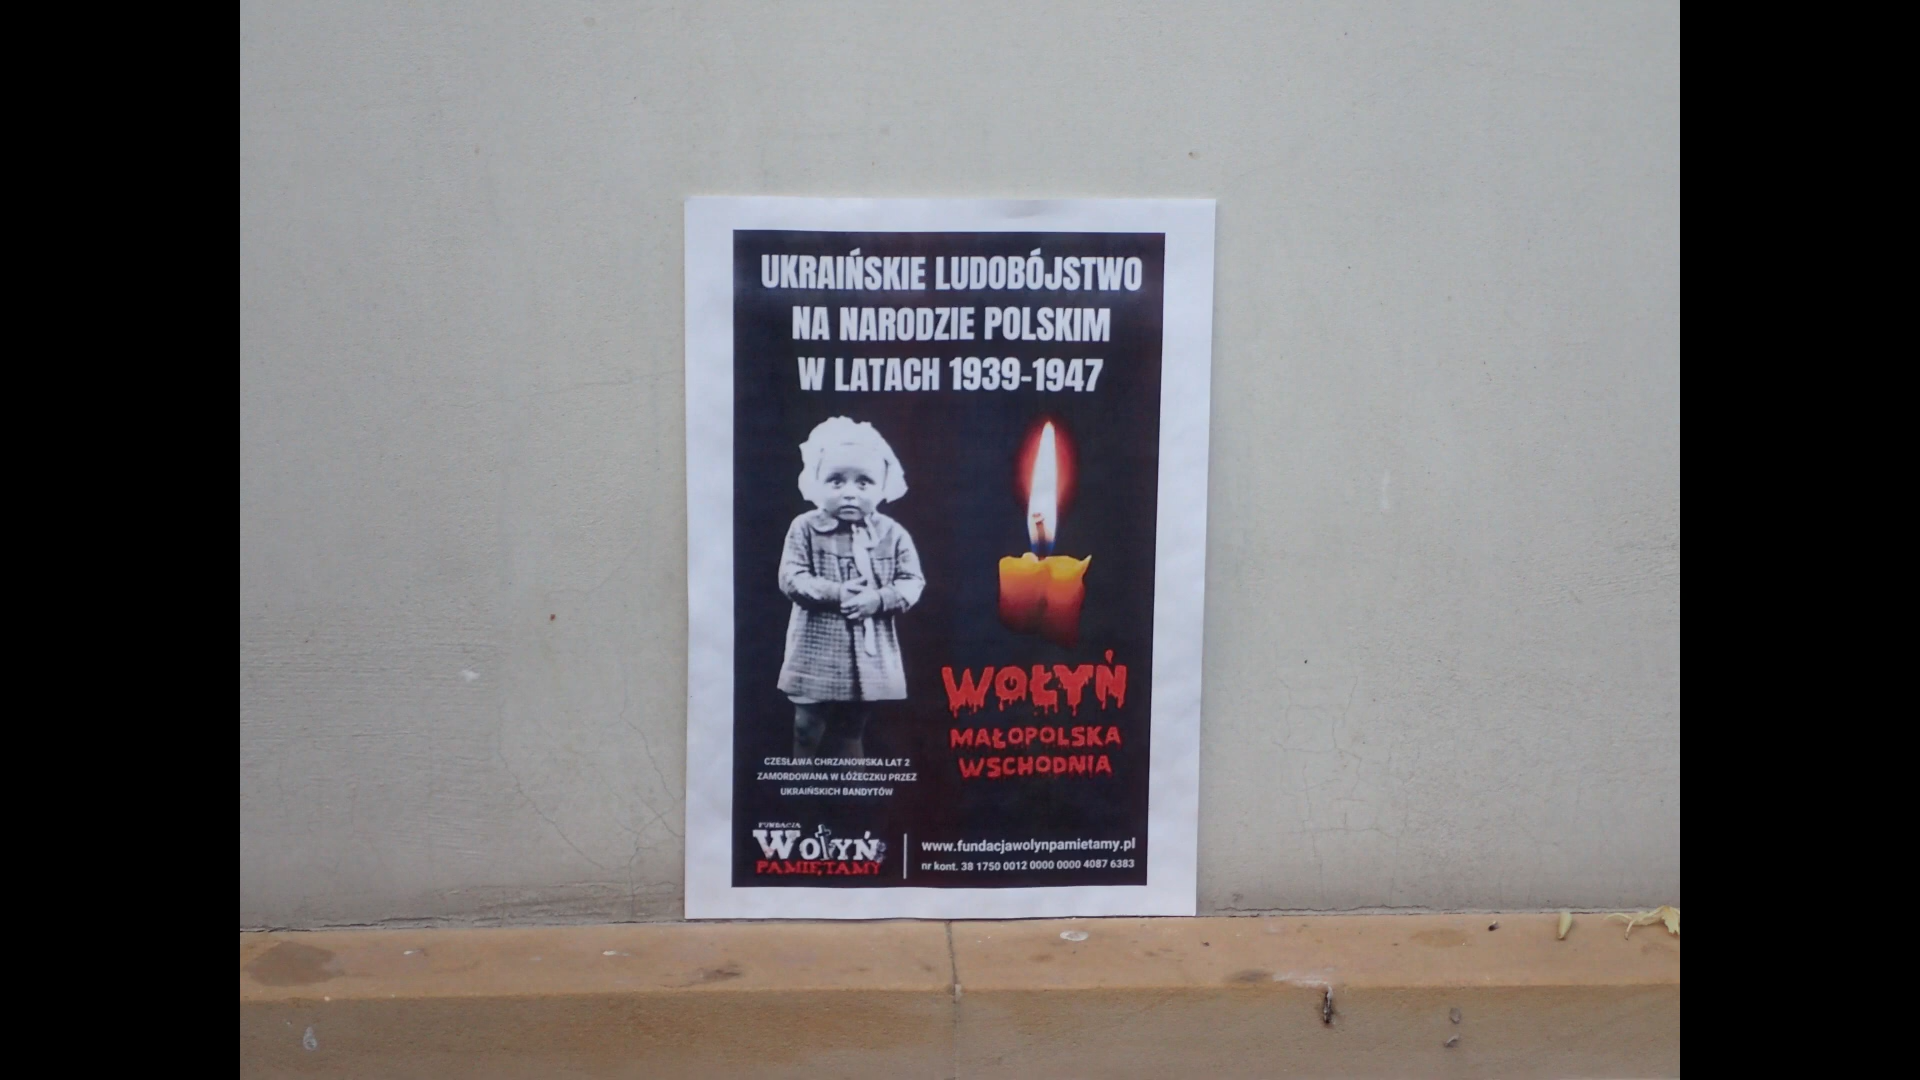 UKRAIŃSKIE LUDOBÓJSTWO
NA NARODZIE POLSKIM
W LATACH 1939-1947
CZESŁAWA CHRZANOWSKA LAT 2
ZAMORDOWANA W ŁÓŻECZKU PRZEZ
UKRAIŃSKICH BANDYTÓW
WOŁYŃ
MAŁOPOLSKA
WSCHODNIA
FUNDACJA
WOŁYŃ
PAMIĘTAMY
www.fundacjawolynpamietamy.pl
nr kont. 38 1750 0012 0000 0000 4087 6383